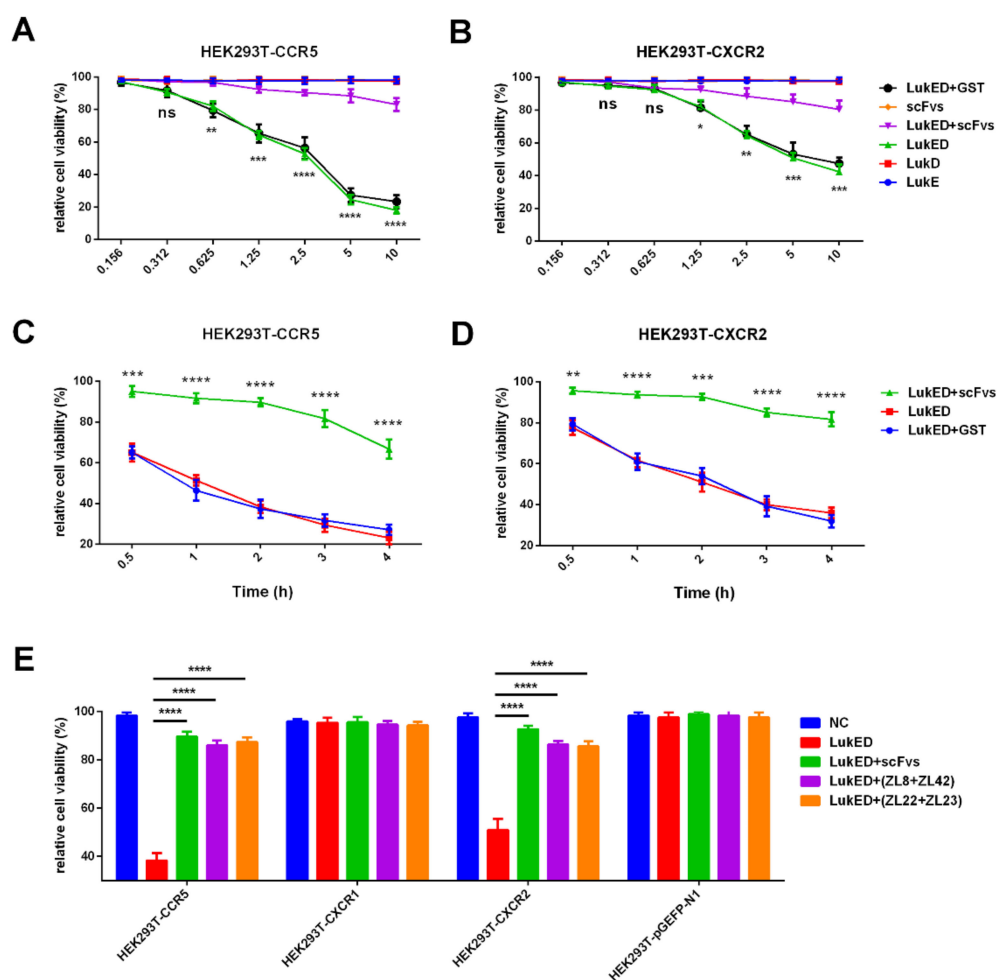 A
HEK293T-CCR5
relative cell viability (%)
100
80
60
40
20
0
ns
**
***
****
****
****
0.156
0.312
0.625
1.25
2.5
5
10
B
HEK293T-CXCR2
relative cell viability (%)
100
80
60
40
20
0
ns
ns
*
**
***
***
0.156
0.312
0.625
1.25
2.5
5
10
LukED+GST
scFvs
LukED+scFvs
LukED
LukD
LukE
C
HEK293T-CCR5
relative cell viability (%)
100
80
60
40
20
***
****
****
****
****
0.5
1
2
3
4
Time (h)
D
HEK293T-CXCR2
relative cell viability (%)
100
80
60
40
20
**
****
***
****
****
0.5
1
2
3
4
Time (h)
LukED+scFvs
LukED
LukED+GST
E
relative cell viability (%)
100
80
60
40
****
****
****
****
****
****
HEK293T-CCR5
HEK293T-CXCR1
HEK293T-CXCR2
HEK293T-pGEFP-N1
NC
LukED
LukED+scFvs
LukED+(ZL8+ZL42)
LukED+(ZL22+ZL23)